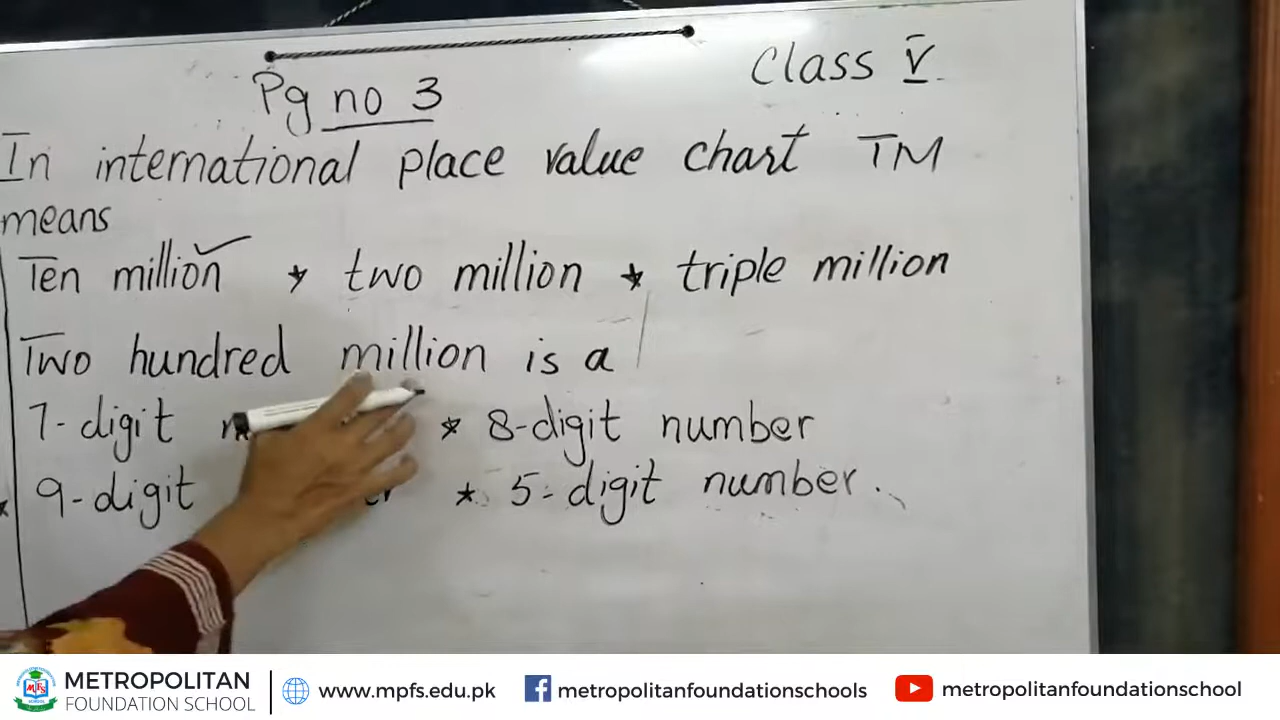 Pg no 3
Class V
In international place value chart TM
means
Ten million * two million * triple million
Two hundred million is a
7-digit * 8-digit number
* 9-digit * 5-digit number.
METROPOLITAN
FOUNDATION SCHOOL
www.mpfs.edu.pk
metropolitanfoundationschools
metropolitanfoundationschool